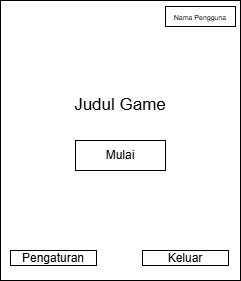 Nama Pengguna
Judul Game
Mulai
Pengaturan
Keluar